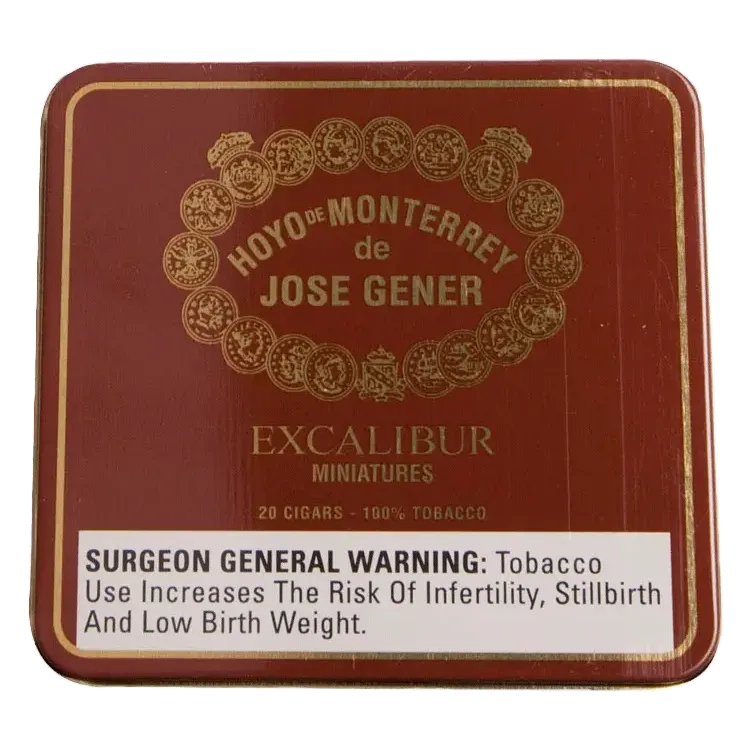 HOYO DE MONTERREY
de
JOSE GENER
EXCALIBUR
MINIATURES
20 CIGARS - 100% TOBACCO
SURGEON GENERAL WARNING: Tobacco
Use Increases The Risk Of Infertility, Stillbirth
And Low Birth Weight.